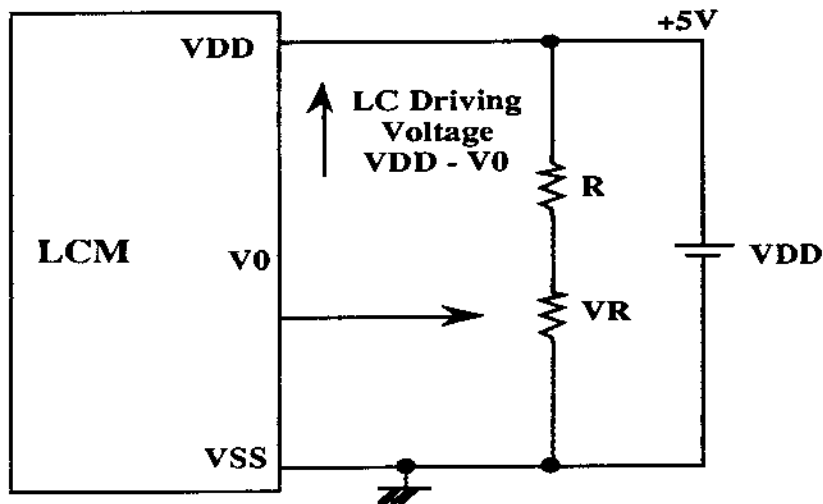 +5V
VDD
LC Driving
Voltage
VDD - V0
R
LCM
V0
VDD
VR
VSS